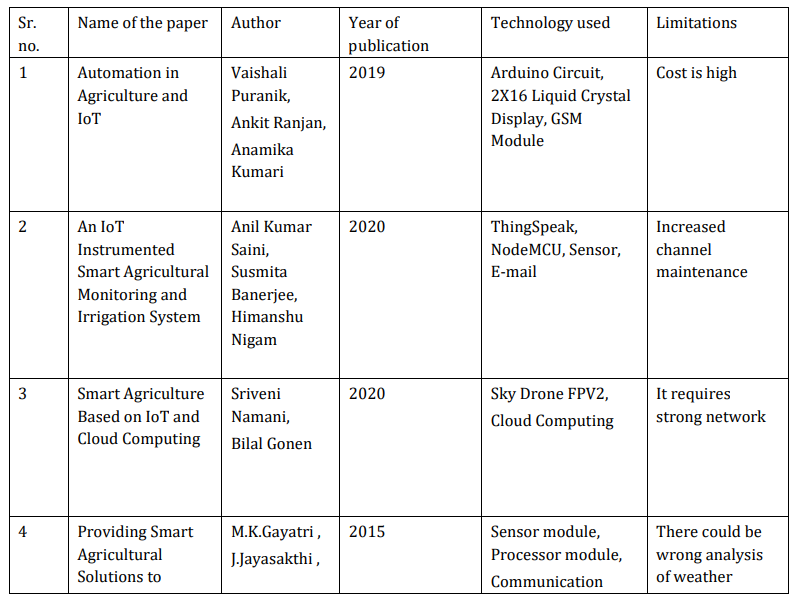 Sr. no.
Name of the paper
Author
Year of publication
Technology used
Limitations
1
Automation in
Agriculture and
IoT
Vaishali
Puranik,
Ankit Ranjan,
Anamika
Kumari
2019
Arduino Circuit,
2X16 Liquid Crystal
Display, GSM
Module
Cost is high
2
An IoT
Instrumented
Smart Agricultural
Monitoring and
Irrigation System
Anil Kumar
Saini,
Susmita
Banerjee,
Himanshu
Nigam
2020
ThingSpeak,
NodeMCU, Sensor,
E-mail
Increased
channel
maintenance
3
Smart Agriculture
Based on IoT and
Cloud Computing
Sriveni
Namani,
Bilal Gonen
2020
Sky Drone FPV2,
Cloud Computing
It requires
strong network
4
Providing Smart
Agricultural
Solutions to
M.K.Gayatri ,
J.Jayasakthi ,
2015
Sensor module,
Processor module,
Communication
There could be
wrong analysis
of weather